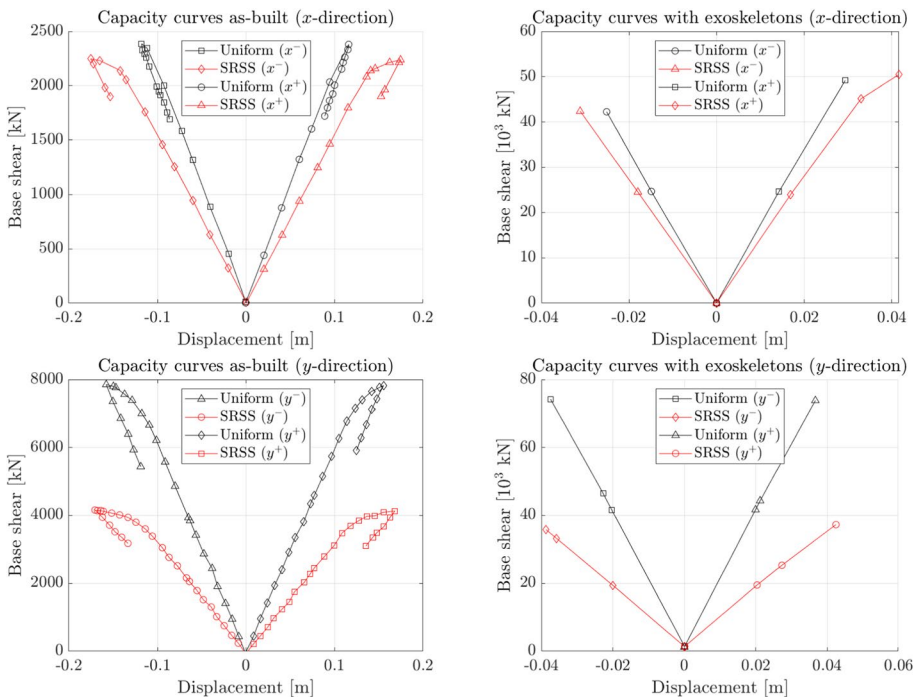 Capacity curves as-built (x-direction)
Base shear [kN]
2500
2000
1500
1000
500
0
-0.2
-0.1
0
0.1
0.2
Displacement [m]
Uniform (x⁻)
SRSS (x⁻)
Uniform (x⁺)
SRSS (x⁺)
Capacity curves with exoskeletons (x-direction)
Base shear [10³ kN]
60
50
40
30
20
10
0
-0.04
-0.02
0
0.02
0.04
Displacement [m]
Uniform (x⁻)
SRSS (x⁻)
Uniform (x⁺)
SRSS (x⁺)
Capacity curves as-built (y-direction)
Base shear [kN]
8000
6000
4000
2000
0
-0.2
-0.1
0
0.1
0.2
Displacement [m]
Uniform (y⁻)
SRSS (y⁻)
Uniform (y⁺)
SRSS (y⁺)
Capacity curves with exoskeletons (y-direction)
Base shear [10³ kN]
80
60
40
20
0
-0.04
-0.02
0
0.02
0.04
0.06
Displacement [m]
Uniform (y⁻)
SRSS (y⁻)
Uniform (y⁺)
SRSS (y⁺)